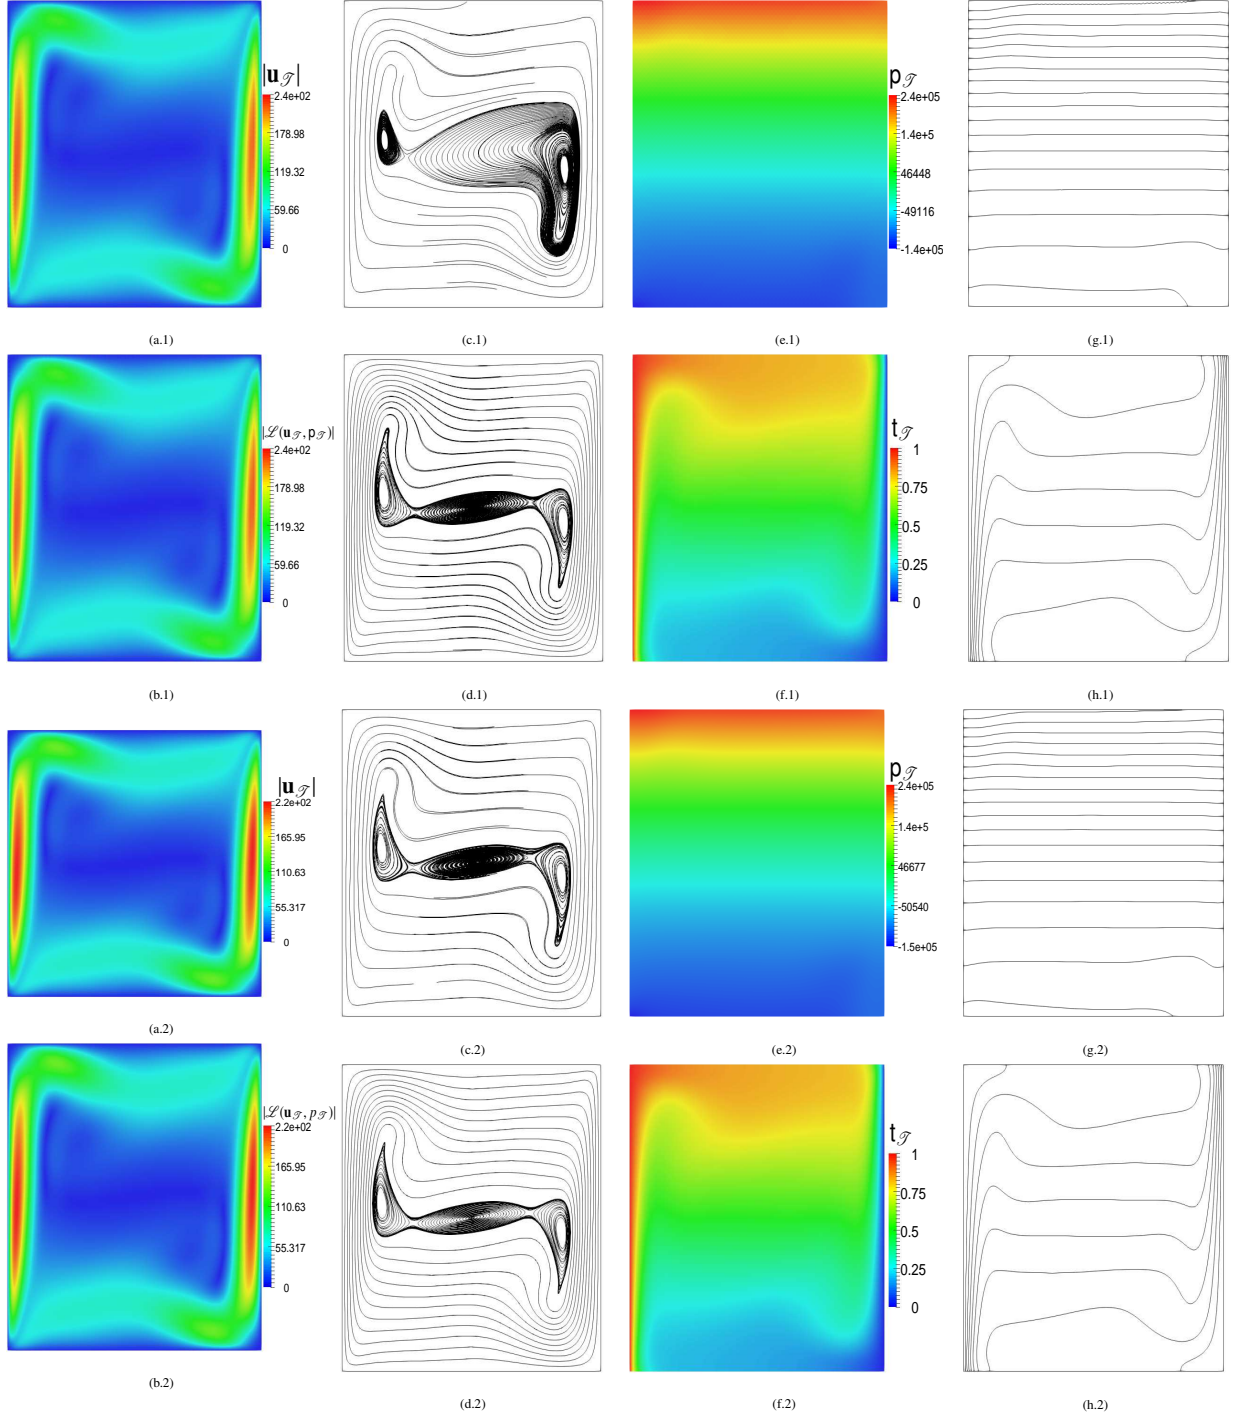 |u𝒯|
2.4e+02
178.98
119.32
59.66
0
p𝒯
2.4e+05
1.4e+5
46448
-49116
-1.4e+05
(a.1)
(c.1)
(e.1)
(g.1)
|ℒ(u𝒯, p𝒯)|
2.4e+02
178.98
119.32
59.66
0
t𝒯
1
0.75
0.5
0.25
0
(b.1)
(d.1)
(f.1)
(h.1)
|u𝒯|
2.2e+02
165.95
110.63
55.317
0
p𝒯
2.4e+05
1.4e+5
46677
-50540
-1.5e+05
(a.2)
(c.2)
(e.2)
(g.2)
|ℒ(u𝒯, p𝒯)|
2.2e+02
165.95
110.63
55.317
0
t𝒯
1
0.75
0.5
0.25
0
(b.2)
(d.2)
(f.2)
(h.2)